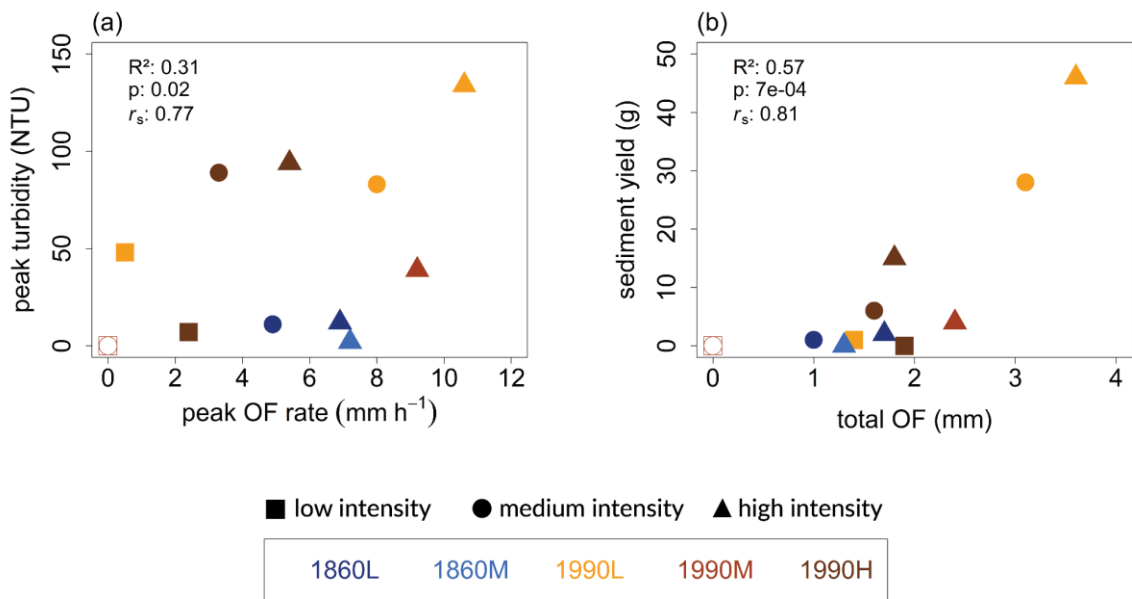 (a)
R²: 0.31
p: 0.02
rₛ: 0.77
peak turbidity (NTU)
150
100
50
0
0 2 4 6 8 10 12
peak OF rate (mm h⁻¹)
(b)
R²: 0.57
p: 7e-04
rₛ: 0.81
sediment yield (g)
50
40
30
20
10
0
0 1 2 3 4
total OF (mm)
low intensity medium intensity high intensity
1860L 1860M 1990L 1990M 1990H